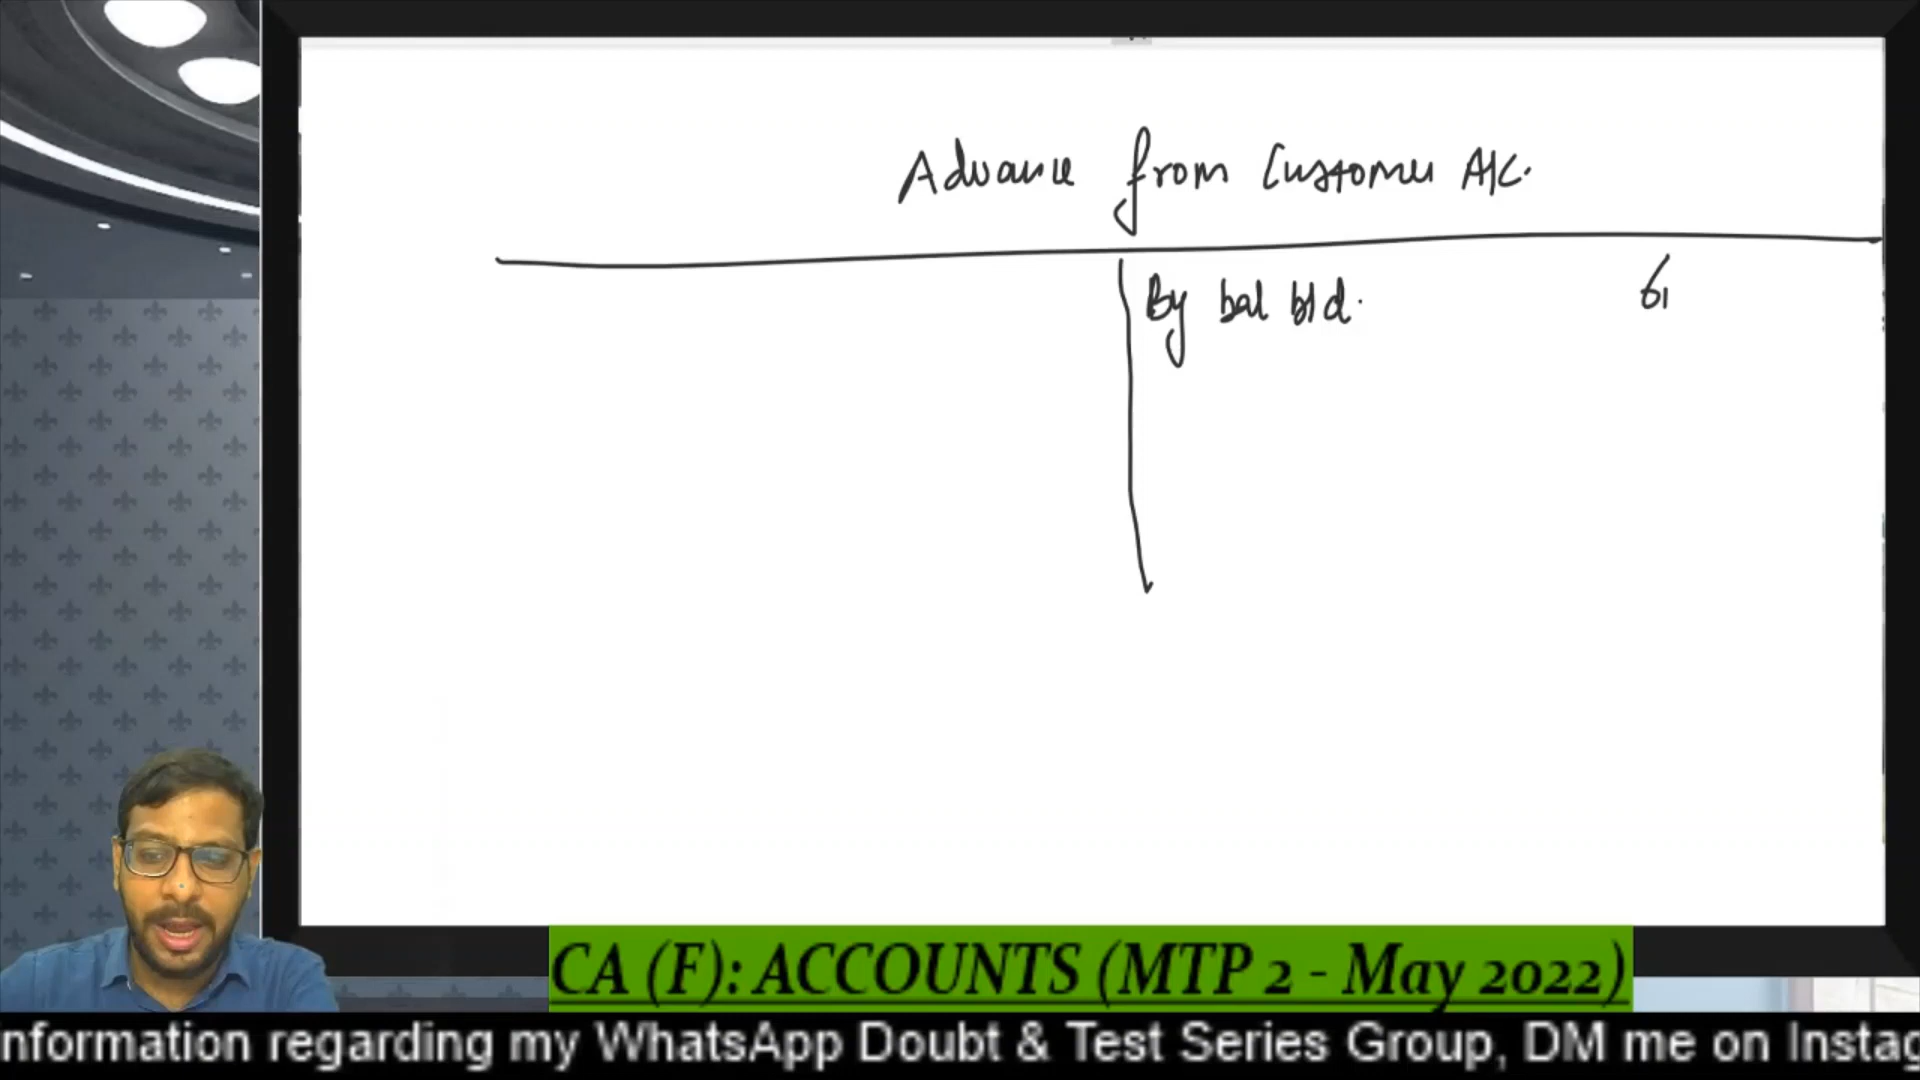 Advance from Customer A/C.
By bal b/d. 61
CA (F): ACCOUNTS (MTP 2 - May 2022)
nformation regarding my WhatsApp Doubt & Test Series Group, DM me on Instag